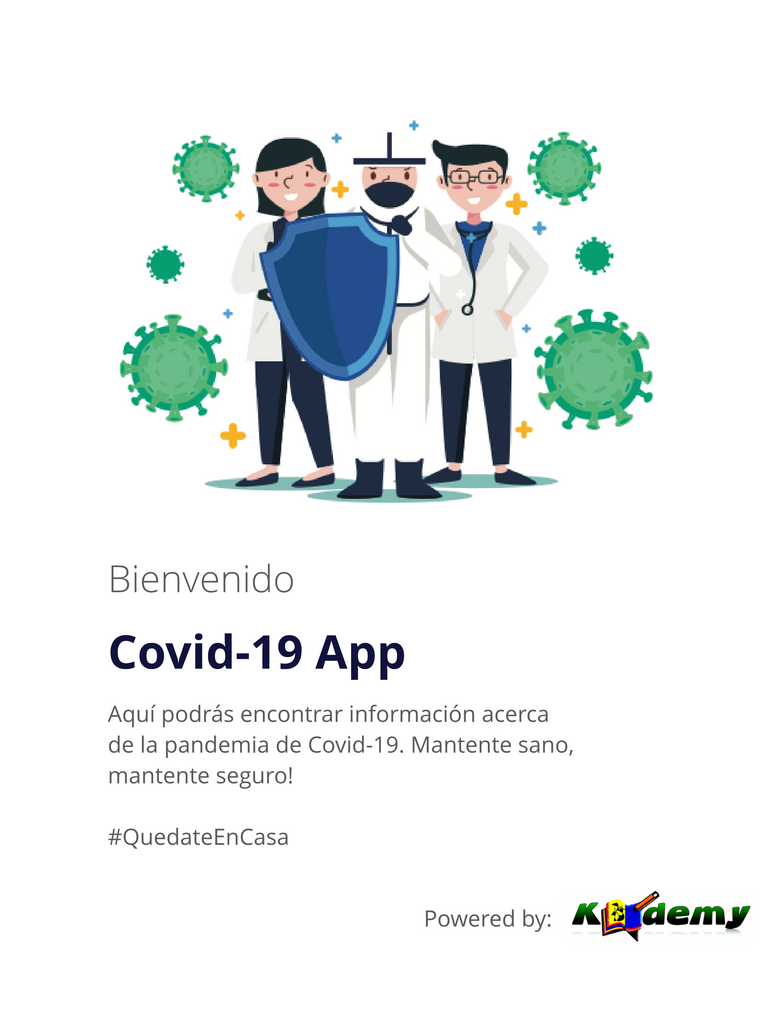 Bienvenido
Covid-19 App
Aquí podrás encontrar información acerca
de la pandemia de Covid-19. Mantente sano,
mantente seguro!
#QuedateEnCasa
Powered by: